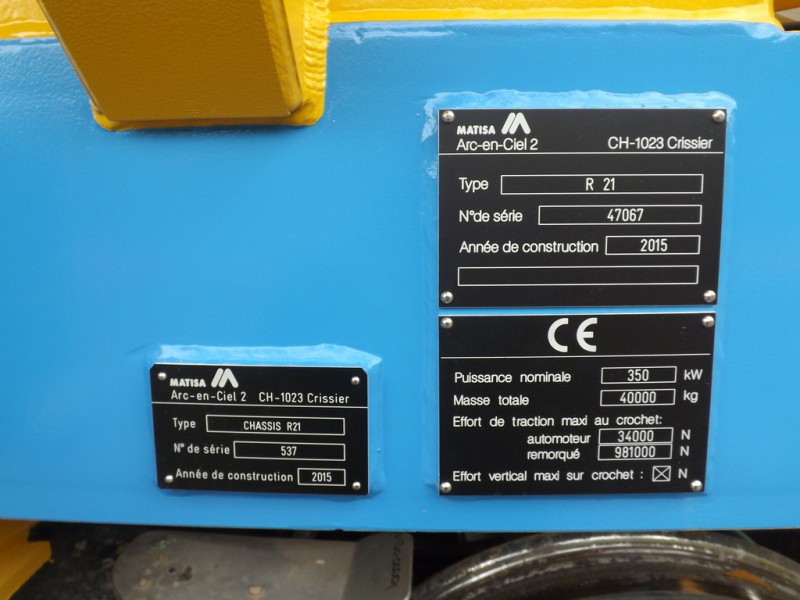 MATISA
Arc-en-Ciel 2 CH-1023 Crissier
Type R 21
N°de série 47067
Année de construction 2015
CE
Puissance nominale 350 kW
Masse totale 40000 kg
Effort de traction maxi au crochet:
automoteur 34000 N
remorqué 981000 N
Effort vertical maxi sur crochet : N
MATISA
Arc-en-Ciel 2 CH-1023 Crissier
Type CHASSIS R21
N° de série 537
Année de construction 2015